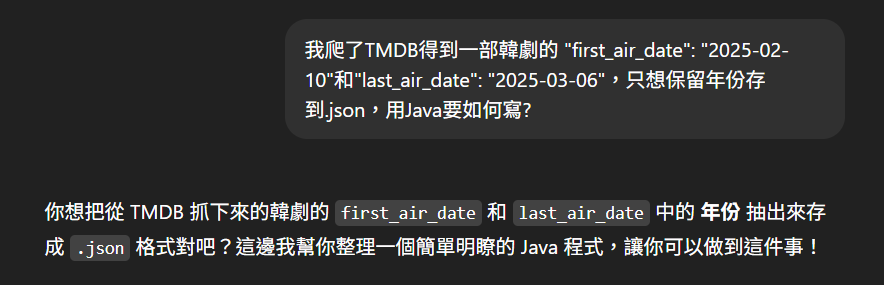 我爬了TMDB得到一部韓劇的 "first_air_date": "2025-02-
10"和"last_air_date": "2025-03-06"，只想保留年份存
到.json，用Java要如何寫?
你想把從 TMDB 抓下來的韓劇的 first_air_date 和 last_air_date 中的 年份 抽出來存
成 .json 格式對吧？這邊我幫你整理一個簡單明瞭的 Java 程式，讓你可以做到這件事！